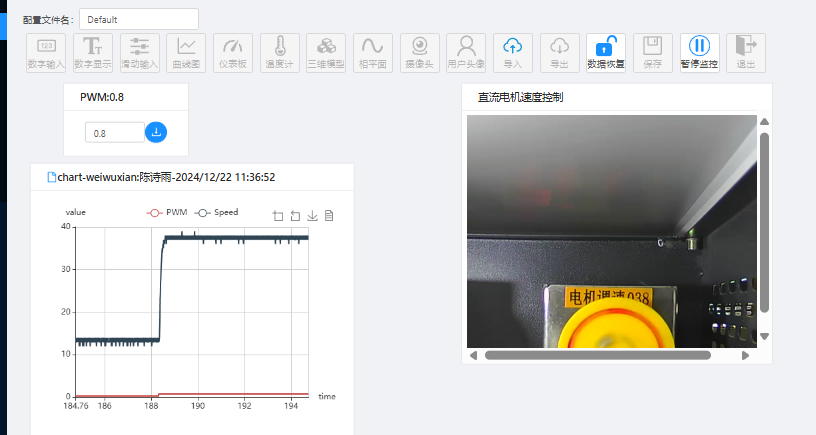 配置文件名: Default
数字输入 数字显示 滑动输入 曲线图 仪表板 温度计 三维模型 相平面 摄像头 用户头像 导入 导出 数据恢复 保存 暂停监控 退出
PWM:0.8
0.8
直流电机速度控制
电机调速038
chart-weiwuxian:陈诗雨-2024/12/22 11:36:52
value
PWM Speed
40
30
20
10
0
184.76 186 188 190 192 194
time